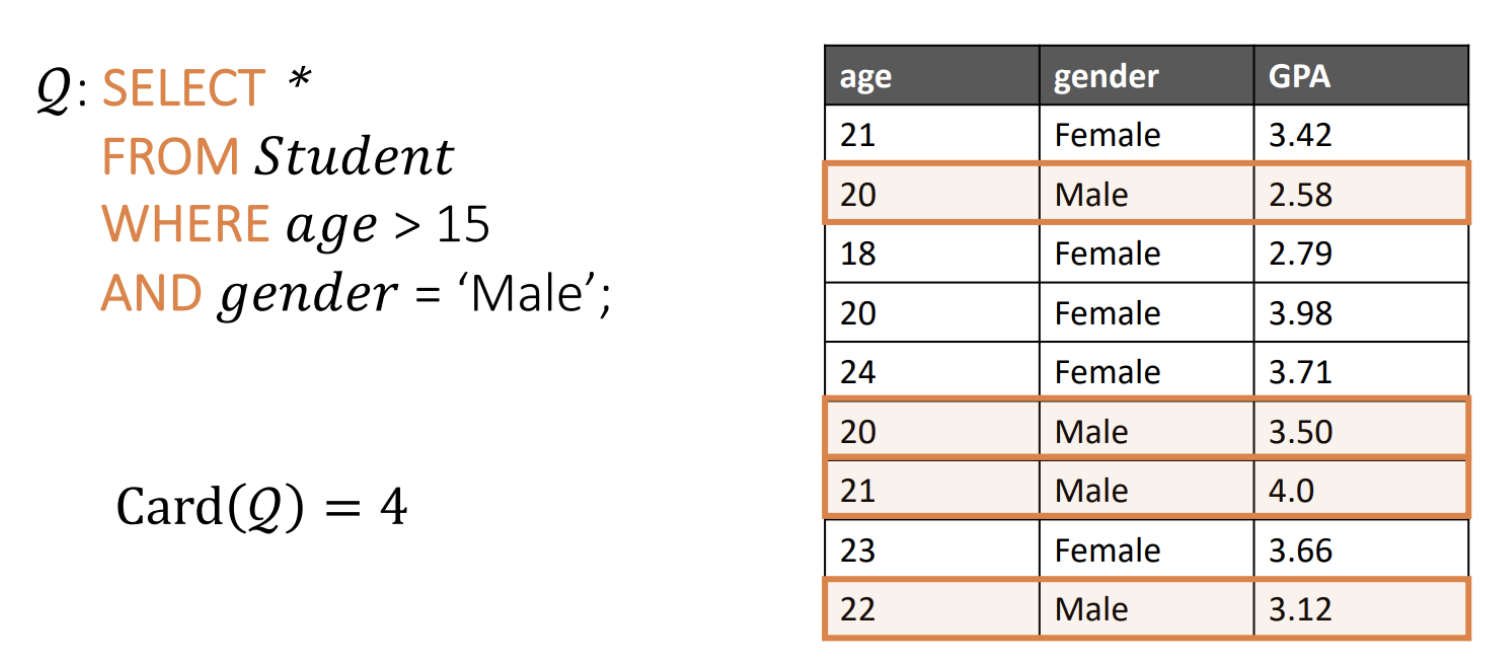 Q: SELECT *
FROM Student
WHERE age > 15
AND gender = ‘Male’;
Card(Q) = 4
age gender GPA
21 Female 3.42
20 Male 2.58
18 Female 2.79
20 Female 3.98
24 Female 3.71
20 Male 3.50
21 Male 4.0
23 Female 3.66
22 Male 3.12